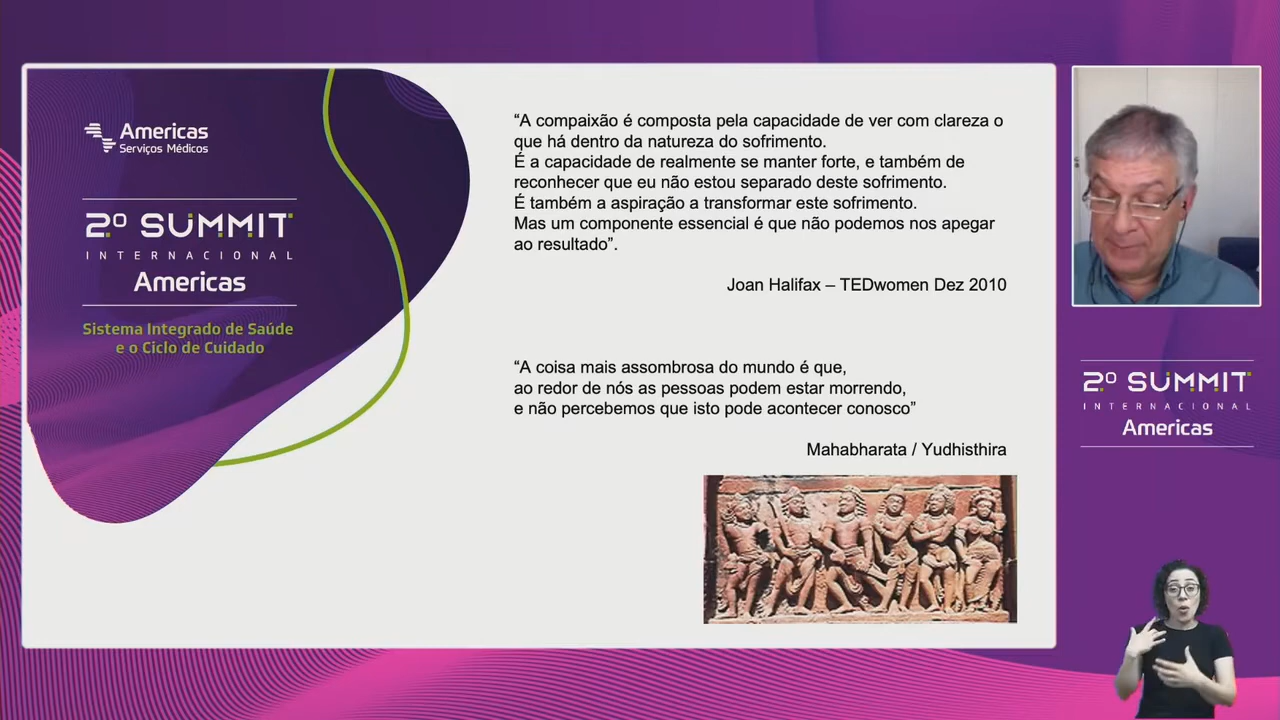 Americas
Serviços Médicos
2º SUMMIT
INTERNACIONAL
Americas
Sistema Integrado de Saúde
e o Ciclo de Cuidado
“A compaixão é composta pela capacidade de ver com clareza o
que há dentro da natureza do sofrimento.
É a capacidade de realmente se manter forte, e também de
reconhecer que eu não estou separado deste sofrimento.
É também a aspiração a transformar este sofrimento.
Mas um componente essencial é que não podemos nos apegar
ao resultado”.
Joan Halifax – TEDwomen Dez 2010
“A coisa mais assombrosa do mundo é que,
ao redor de nós as pessoas podem estar morrendo,
e não percebemos que isto pode acontecer conosco”
Mahabharata / Yudhisthira
2º SUMMIT
INTERNACIONAL
Americas